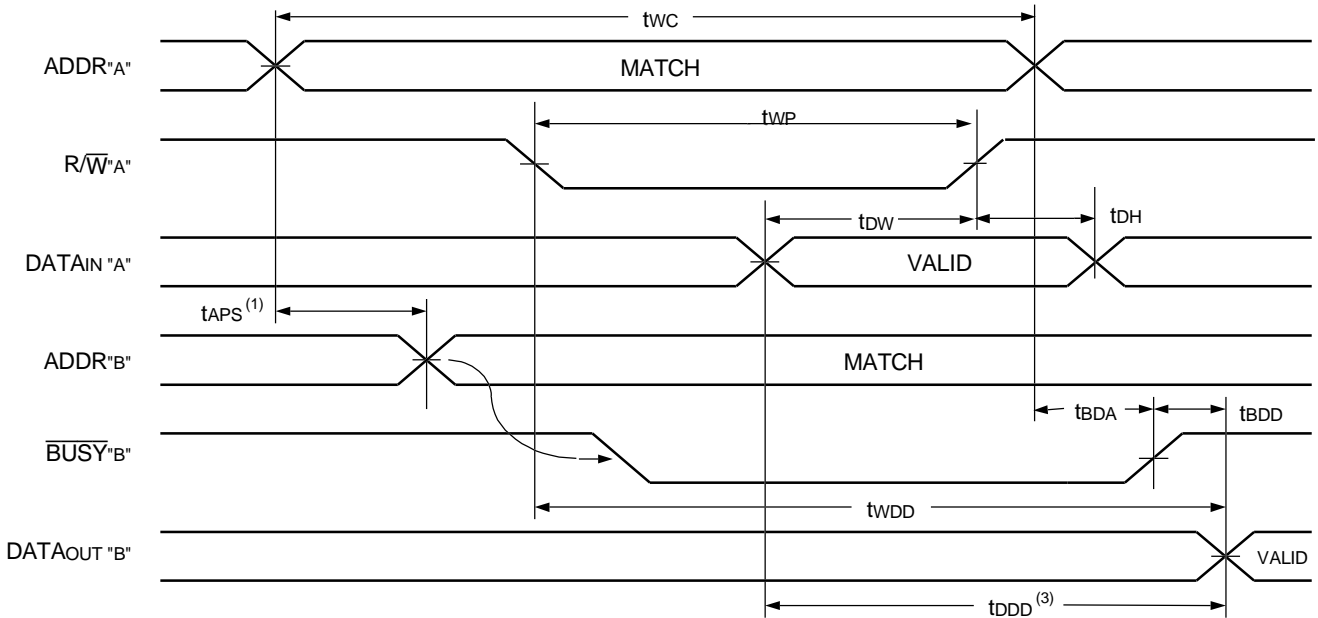 tWC
ADDR"A"
MATCH
tWP
R/W̅"A"
tDW
tDH
DATAIN "A"
VALID
tAPS(1)
ADDR"B"
MATCH
tBDA
tBDD
B̅U̅S̅Y̅"B"
tWDD
DATAOUT "B"
VALID
tDDD(3)